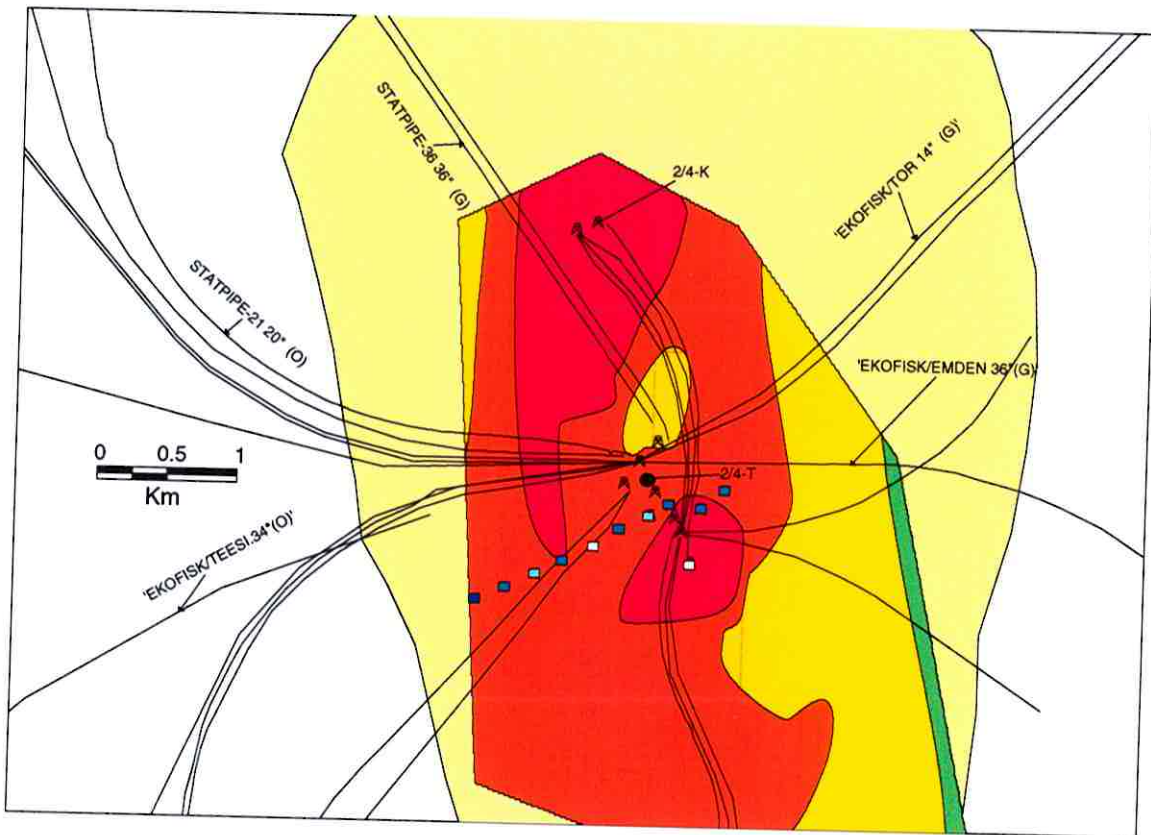 STATPIPE-36 36" (G)
2/4-K
'EKOFISK/TOR 14" (G)'
STATPIPE-21 20" (O)
'EKOFISK/EMDEN 36"(G)
0 0.5 1
Km
2/4-T
'EKOFISK/TEESI.34"(O)'